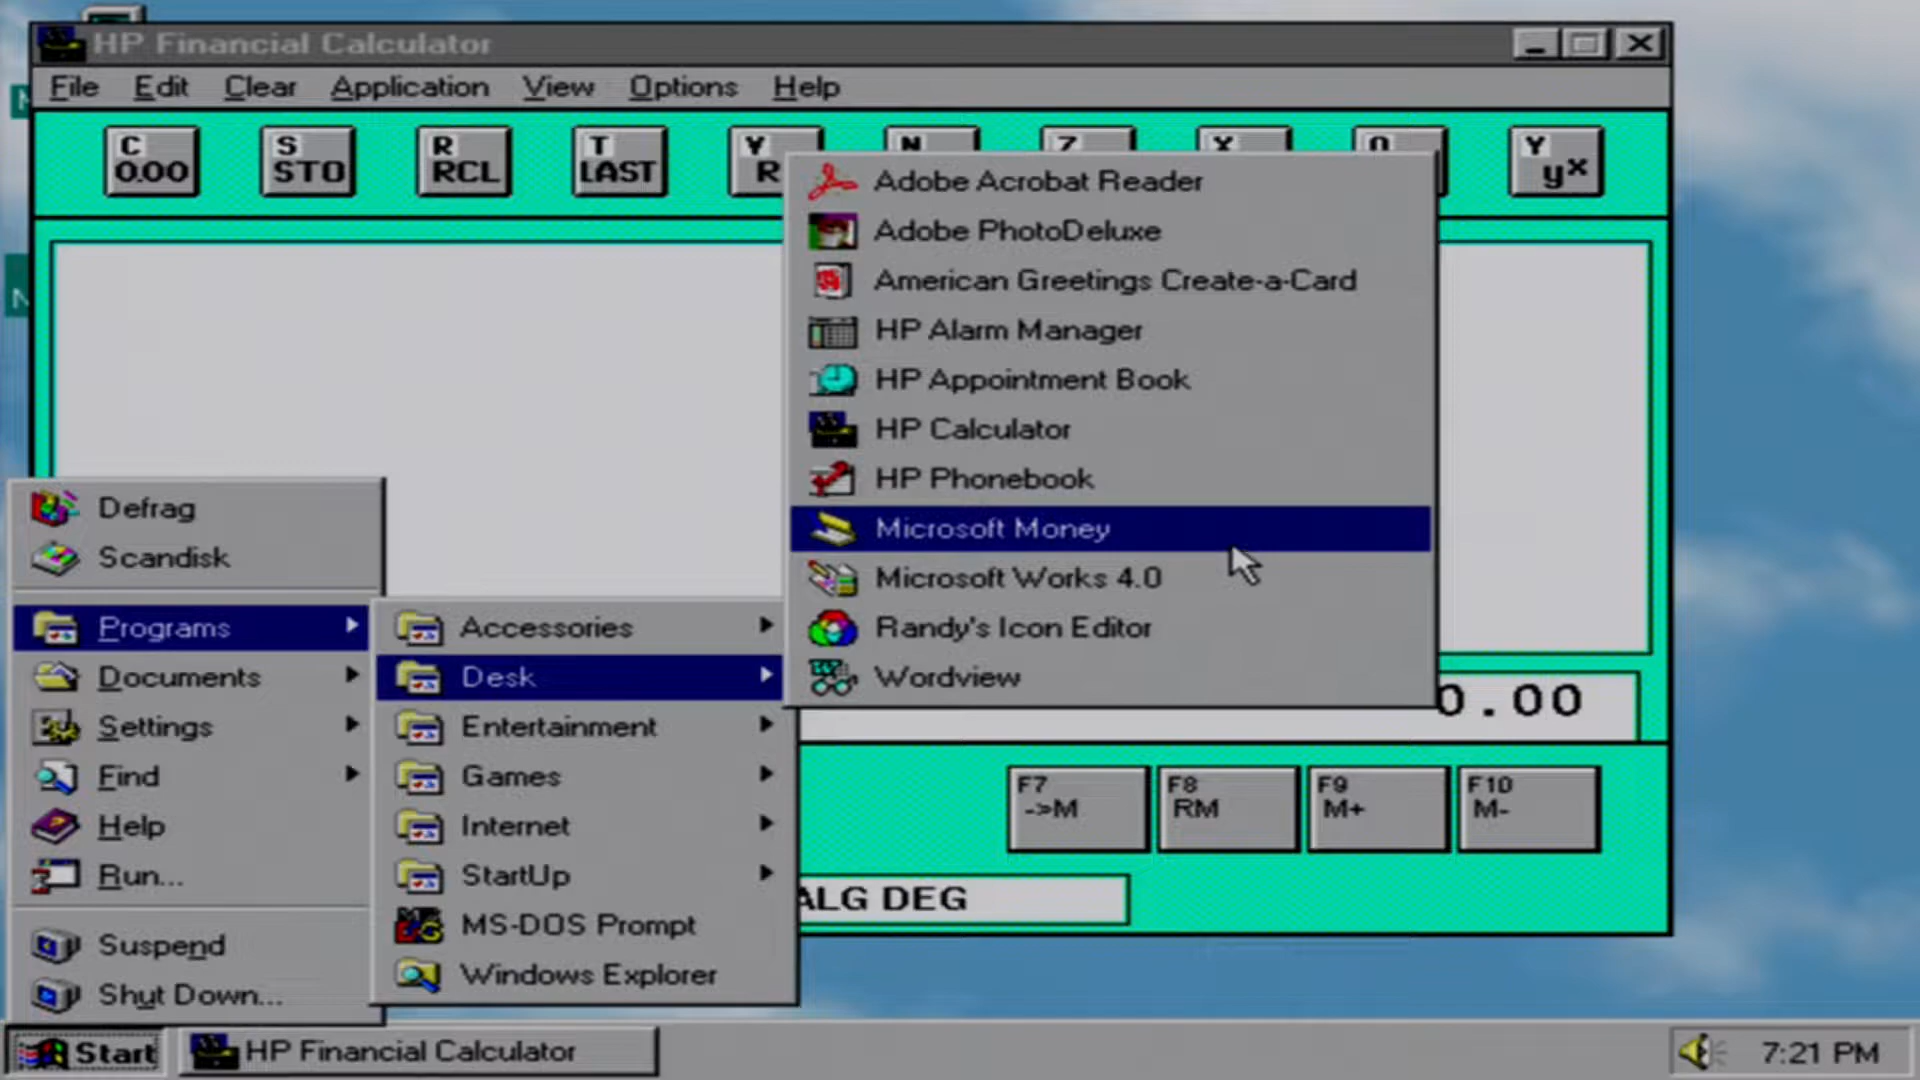 HP Financial Calculator
File Edit Clear Application View Options Help
C
0.00
S
STO
R
RCL
T
LAST
V
R
N
Z
X
Y
yx
Adobe Acrobat Reader
Adobe PhotoDeluxe
American Greetings Create-a-Card
HP Alarm Manager
HP Appointment Book
HP Calculator
HP Phonebook
Microsoft Money
Microsoft Works 4.0
Randy's Icon Editor
Wordview
Defrag
Scandisk
Programs
Documents
Settings
Find
Help
Run...
Suspend
Shut Down...
Accessories
Desk
Entertainment
Games
Internet
StartUp
MS-DOS Prompt
Windows Explorer
0.00
F7
->M
F8
RM
F9
M+
F10
M-
ALG DEG
Start
HP Financial Calculator
7:21 PM